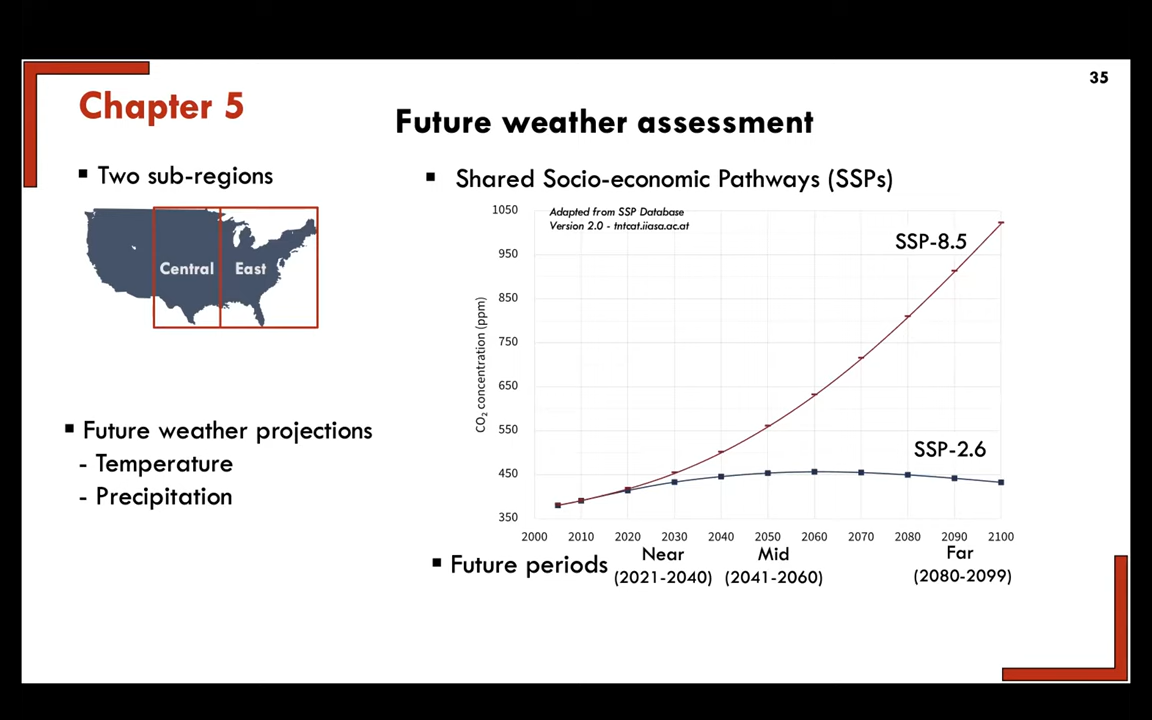 35
Chapter 5
Future weather assessment
▪ Two sub-regions
Central
East
▪ Future weather projections
- Temperature
- Precipitation
▪ Shared Socio-economic Pathways (SSPs)
Adapted from SSP Database
Version 2.0 - tntcat.iiasa.ac.at
SSP-8.5
SSP-2.6
CO₂ concentration (ppm)
1050
950
850
750
650
550
450
350
2000 2010 2020 2030 2040 2050 2060 2070 2080 2090 2100
▪ Future periods
Near
(2021-2040)
Mid
(2041-2060)
Far
(2080-2099)